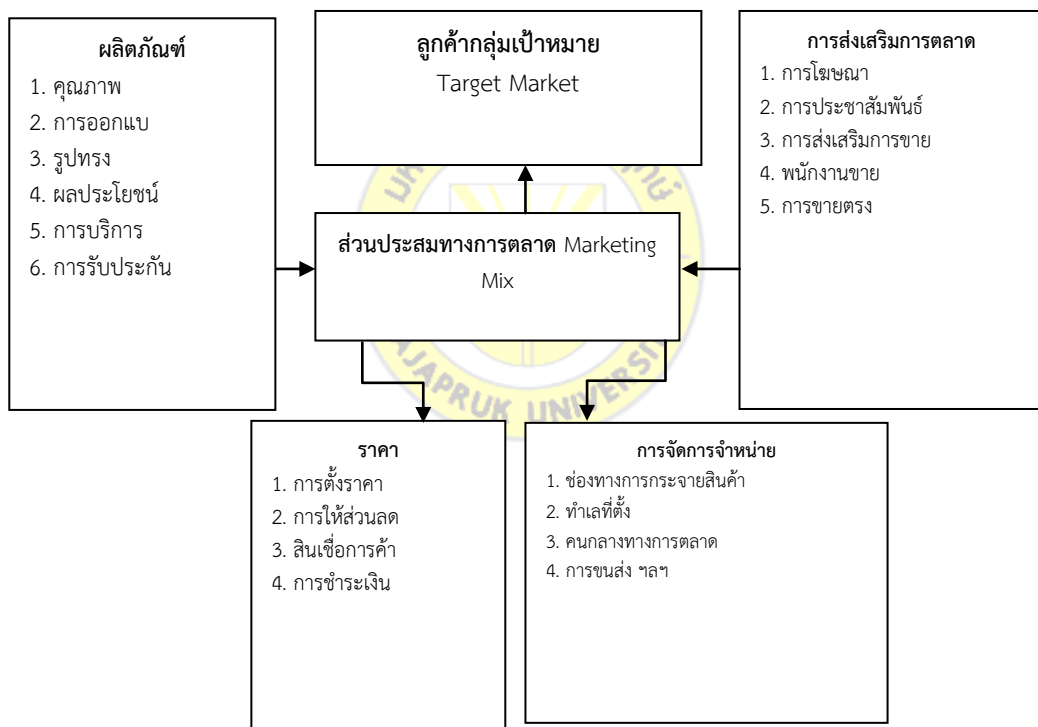 ผลิตภัณฑ์
1. คุณภาพ
2. การออกแบ
3. รูปทรง
4. ผลประโยชน์
5. การบริการ
6. การรับประกัน
ลูกค้ากลุ่มเป้าหมาย
Target Market
การส่งเสริมการตลาด
1. การโฆษณา
2. การประชาสัมพันธ์
3. การส่งเสริมการขาย
4. พนักงานขาย
5. การขายตรง
ส่วนประสมทางการตลาด Marketing
Mix
ราคา
1. การตั้งราคา
2. การให้ส่วนลด
3. สินเชื่อการค้า
4. การชำระเงิน
การจัดการจำหน่าย
1. ช่องทางการกระจายสินค้า
2. ทำเลที่ตั้ง
3. คนกลางทางการตลาด
4. การขนส่ง ฯลฯ